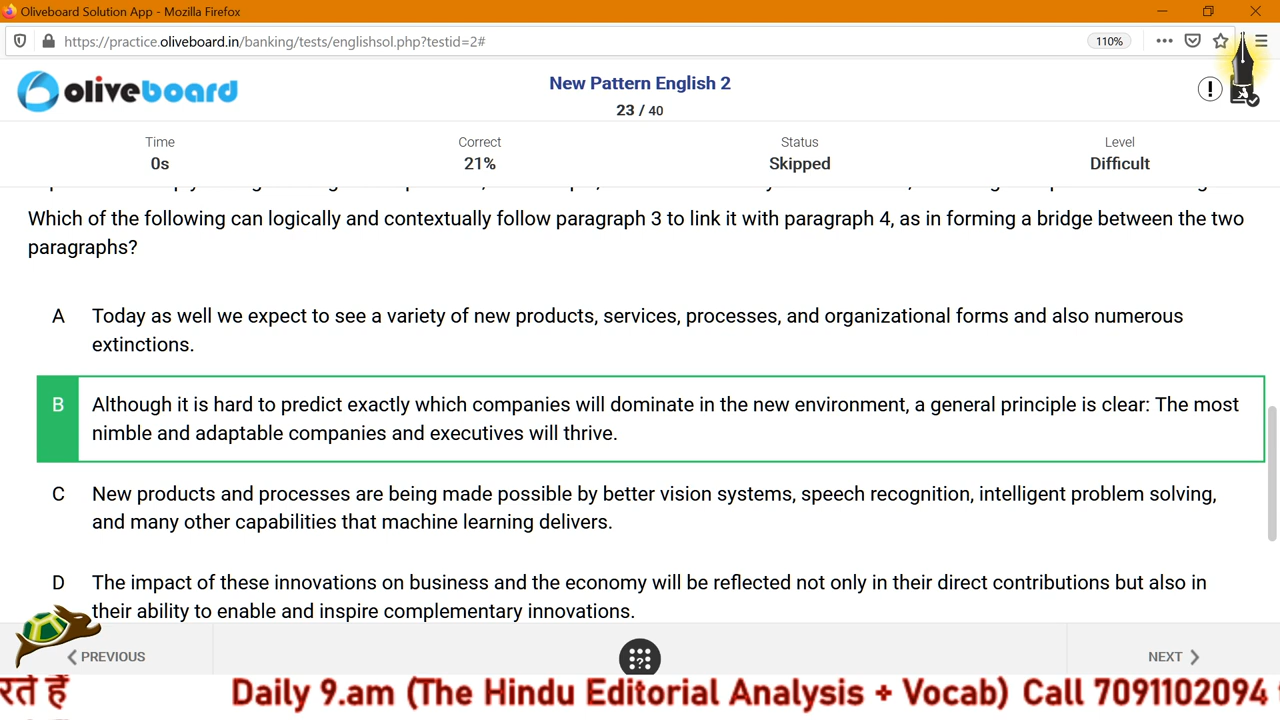 Oliveboard Solution App - Mozilla Firefox
https://practice.oliveboard.in/banking/tests/englishsol.php?testid=2#
110%
oliveboard
New Pattern English 2
23 / 40
Time
Correct
Status
Level
0s
21%
Skipped
Difficult
Which of the following can logically and contextually follow paragraph 3 to link it with paragraph 4, as in forming a bridge between the two
paragraphs?
A Today as well we expect to see a variety of new products, services, processes, and organizational forms and also numerous
extinctions.
B Although it is hard to predict exactly which companies will dominate in the new environment, a general principle is clear: The most
nimble and adaptable companies and executives will thrive.
C New products and processes are being made possible by better vision systems, speech recognition, intelligent problem solving,
and many other capabilities that machine learning delivers.
D The impact of these innovations on business and the economy will be reflected not only in their direct contributions but also in
their ability to enable and inspire complementary innovations.
PREVIOUS
?
NEXT
रते हैं Daily 9.am (The Hindu Editorial Analysis + Vocab) Call 7091102094